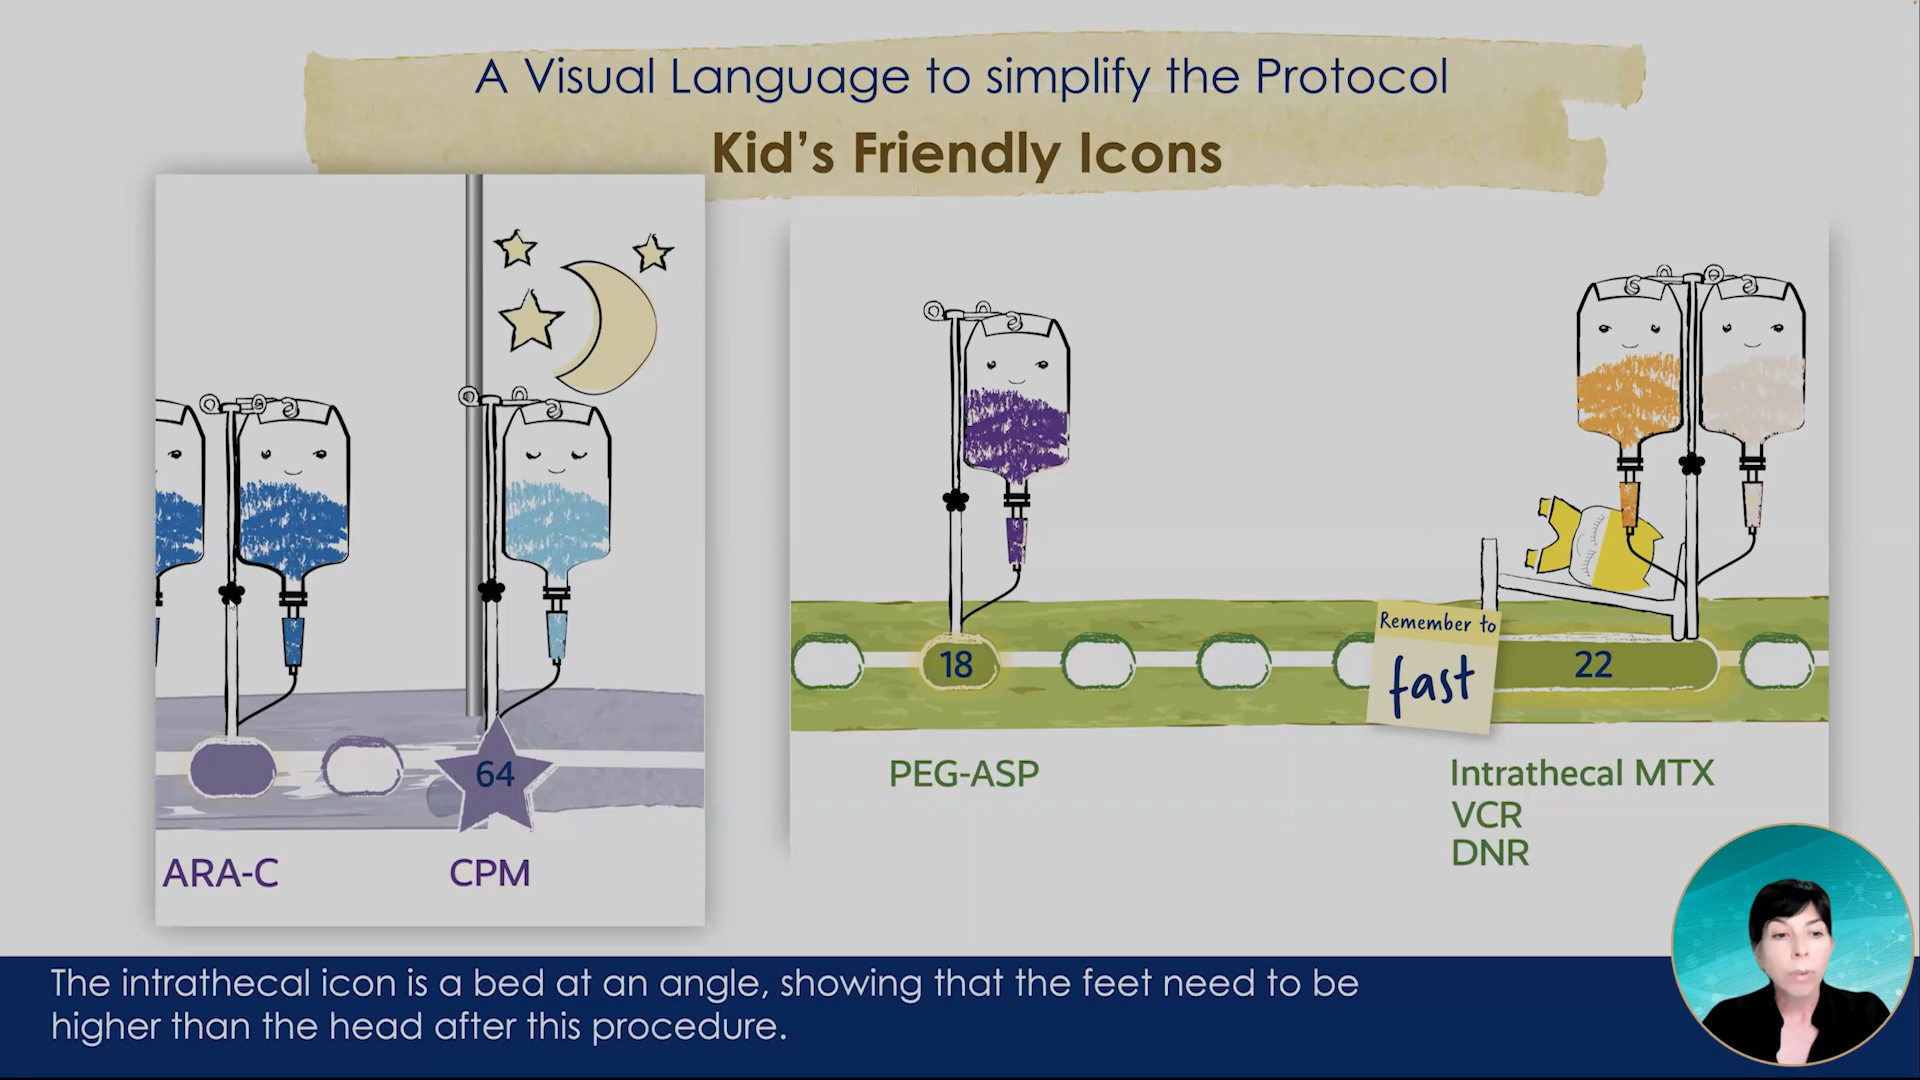 A Visual Language to simplify the Protocol
Kid's Friendly Icons
64
ARA-C
CPM
18
Remember to
fast
22
PEG-ASP
Intrathecal MTX
VCR
DNR
The intrathecal icon is a bed at an angle, showing that the feet need to be
higher than the head after this procedure.